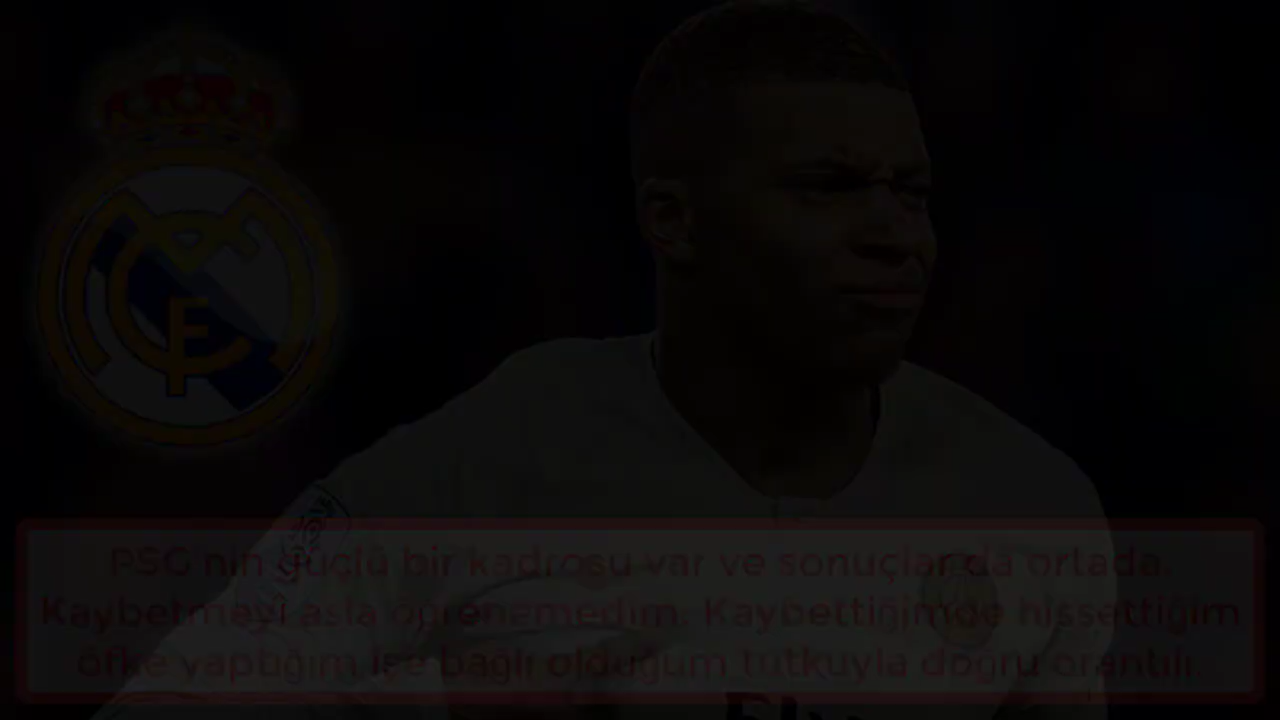 PSG'nin güçlü bir kadrosu var ve sonuçlar da ortada.
Kaybetmeyi asla öğrenemedim. Kaybettiğimde hissettiğim
öfke yaptığım işe bağlı olduğum tutkuyla doğru orantılı...